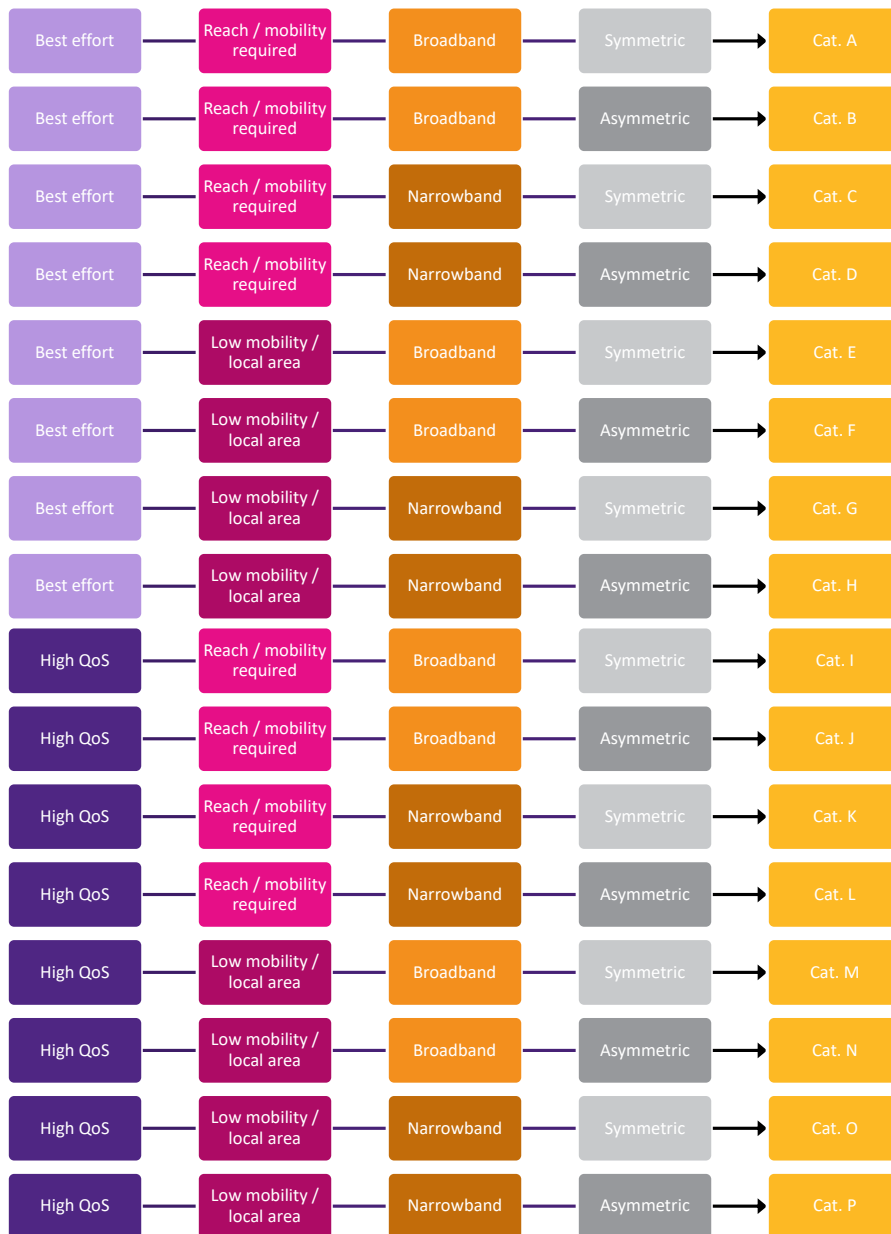 Best effort
Reach / mobility
required
Broadband
Symmetric
Cat. A
Best effort
Reach / mobility
required
Broadband
Asymmetric
Cat. B
Best effort
Reach / mobility
required
Narrowband
Symmetric
Cat. C
Best effort
Reach / mobility
required
Narrowband
Asymmetric
Cat. D
Best effort
Low mobility /
local area
Broadband
Symmetric
Cat. E
Best effort
Low mobility /
local area
Broadband
Asymmetric
Cat. F
Best effort
Low mobility /
local area
Narrowband
Symmetric
Cat. G
Best effort
Low mobility /
local area
Narrowband
Asymmetric
Cat. H
High QoS
Reach / mobility
required
Broadband
Symmetric
Cat. I
High QoS
Reach / mobility
required
Broadband
Asymmetric
Cat. J
High QoS
Reach / mobility
required
Narrowband
Symmetric
Cat. K
High QoS
Reach / mobility
required
Narrowband
Asymmetric
Cat. L
High QoS
Low mobility /
local area
Broadband
Symmetric
Cat. M
High QoS
Low mobility /
local area
Broadband
Asymmetric
Cat. N
High QoS
Low mobility /
local area
Narrowband
Symmetric
Cat. O
High QoS
Low mobility /
local area
Narrowband
Asymmetric
Cat. P